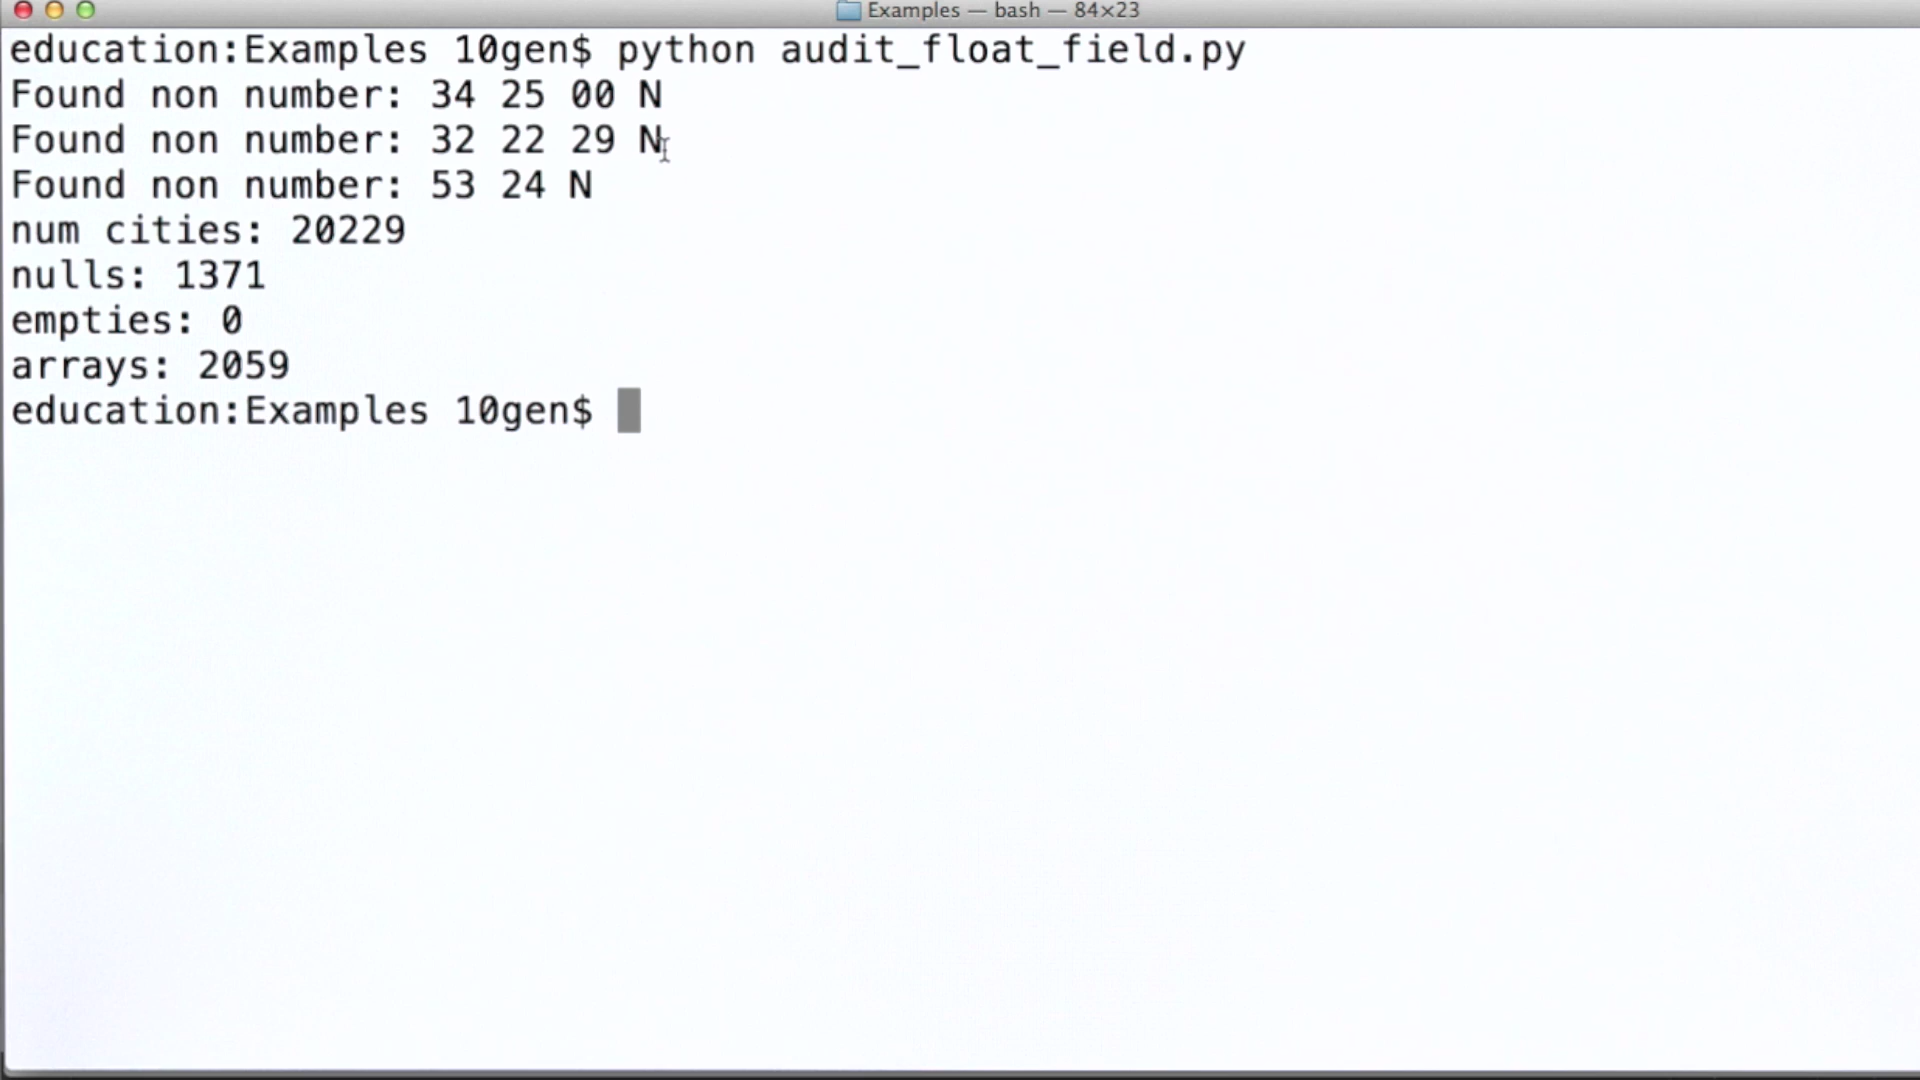 Examples — bash — 84×23
education:Examples 10gen$ python audit_float_field.py
Found non number: 34 25 00 N
Found non number: 32 22 29 N
Found non number: 53 24 N
num cities: 20229
nulls: 1371
empties: 0
arrays: 2059
education:Examples 10gen$